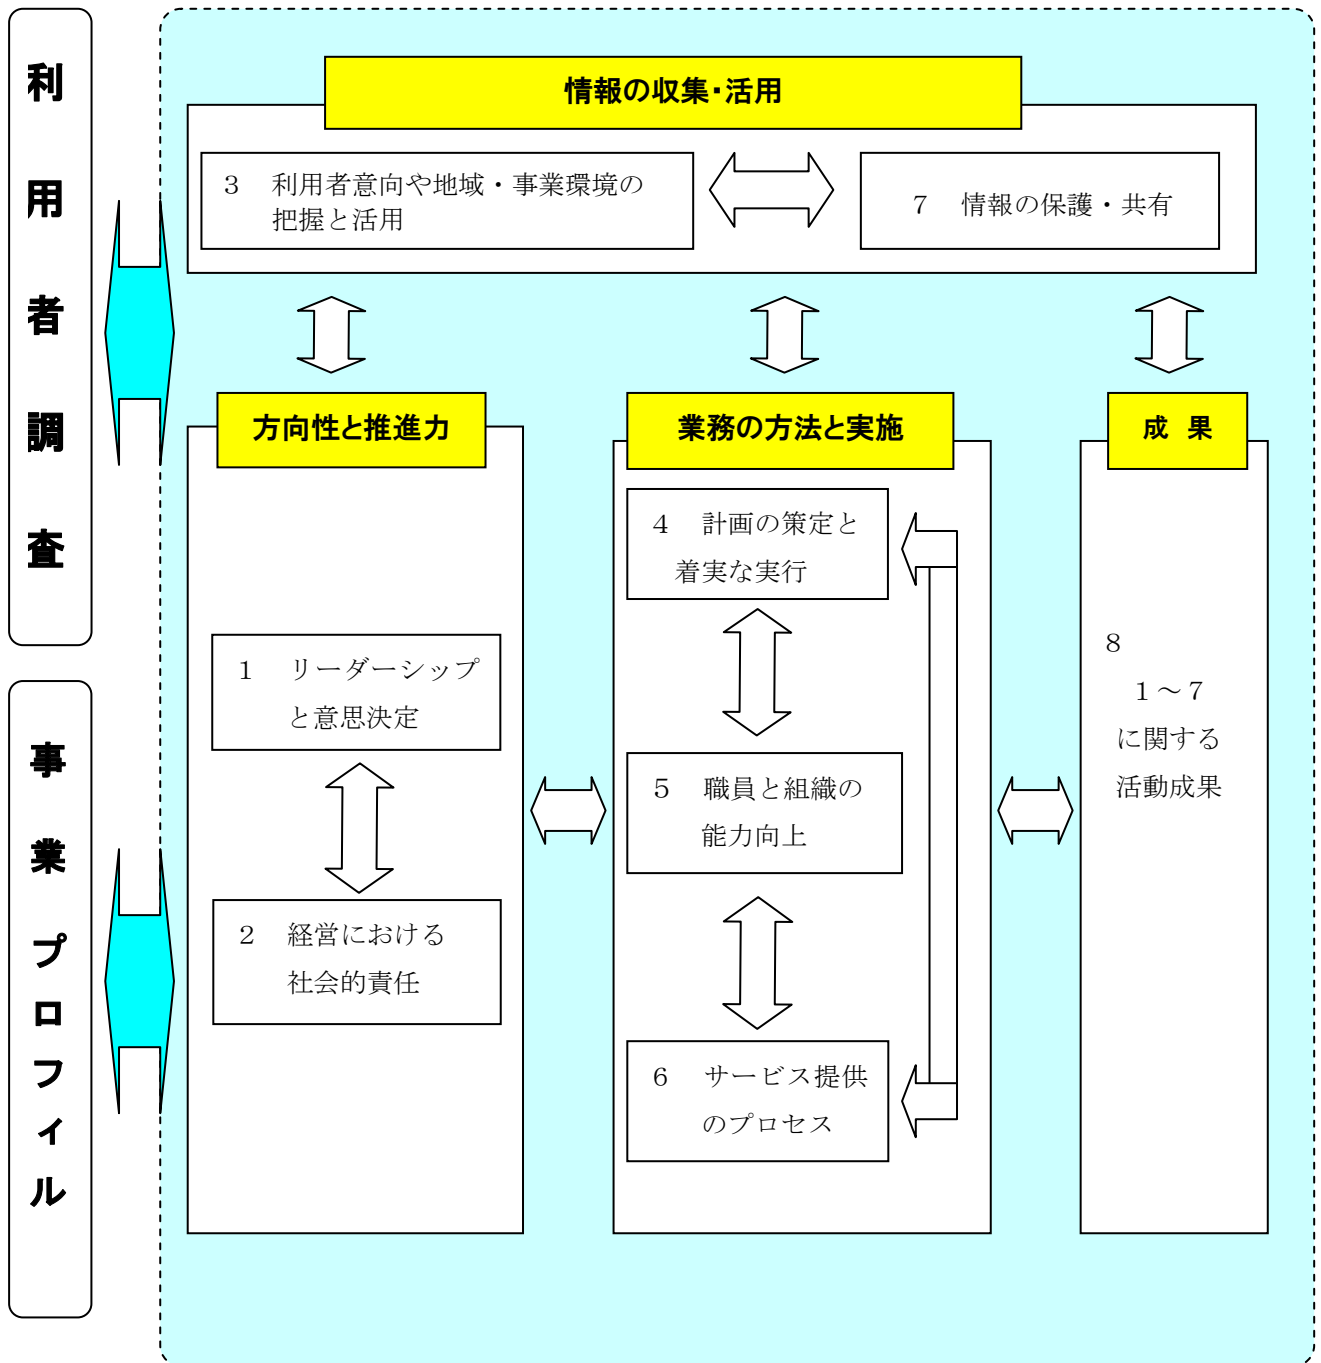 利用者調査
事業プロフィル
情報の収集・活用
３　利用者意向や地域・事業環境の
把握と活用
７　情報の保護・共有
方向性と推進力
１　リーダーシップ
と意思決定
２　経営における
社会的責任
業務の方法と実施
４　計画の策定と
着実な実行
５　職員と組織の
能力向上
６　サービス提供
のプロセス
成　果
８
１～７
に関する
活動成果